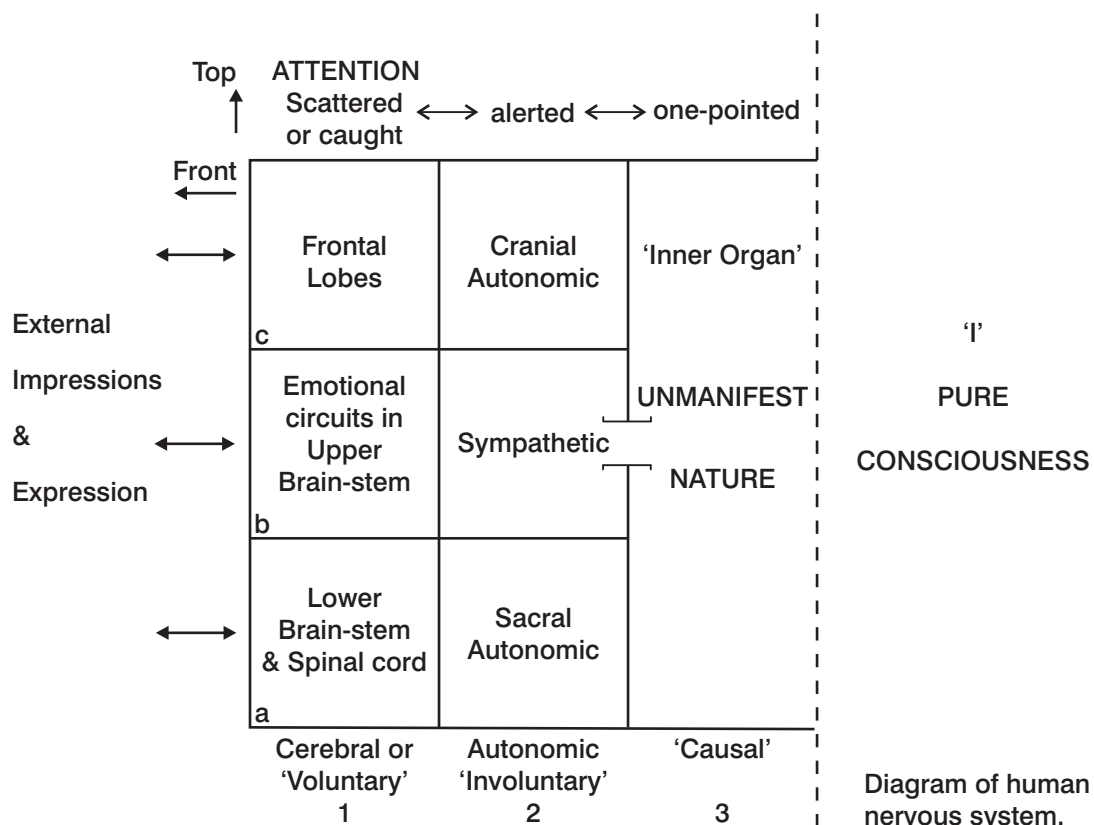 Top
ATTENTION
Scattered
or caught
alerted
one-pointed
Front
Frontal
Lobes
c
Cranial
Autonomic
‘Inner Organ’
External
Impressions
&
Expression
Emotional
circuits in
Upper
Brain-stem
b
Sympathetic
UNMANIFEST
NATURE
‘I’
PURE
CONSCIOUSNESS
Lower
Brain-stem
& Spinal cord
a
Sacral
Autonomic
Cerebral or
‘Voluntary’
1
Autonomic
‘Involuntary’
2
‘Causal’
3
Diagram of human
nervous system.